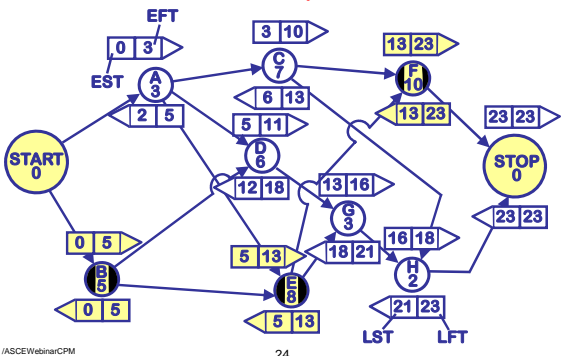 EFT
0 3
EST
3 10
13 23
A
3
C
7
F
10
2 5
6 13
13 23
5 11
23 23
START
0
D
6
STOP
0
12 18
13 16
23 23
0 5
G
3
16 18
5 13
18 21
B
5
E
8
H
2
0 5
5 13
21 23
LST
LFT
/ASCEWebinarCPM
24